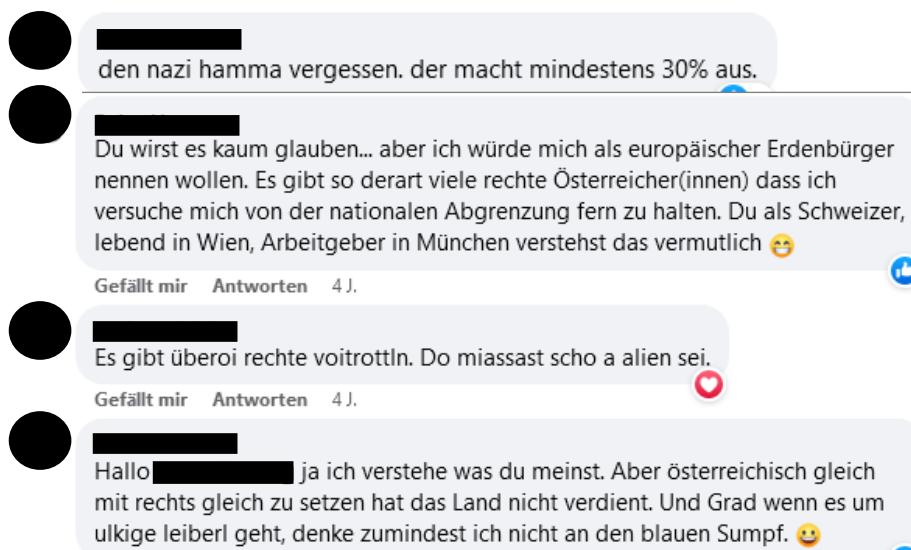 den nazi hamma vergessen. der macht mindestens 30% aus.
Du wirst es kaum glauben... aber ich würde mich als europäischer Erdenbürger
nennen wollen. Es gibt so derart viele rechte Österreicher(innen) dass ich
versuche mich von der nationalen Abgrenzung fern zu halten. Du als Schweizer,
lebend in Wien, Arbeitgeber in München verstehst das vermutlich 😁
Gefällt mir Antworten 4 J.
Es gibt überoi rechte voitrottln. Do miassast scho a alien sei.
Gefällt mir Antworten 4 J.
Hallo ja ich verstehe was du meinst. Aber österreichisch gleich
mit rechts gleich zu setzen hat das Land nicht verdient. Und Grad wenn es um
ulkige leiberl geht, denke zumindest ich nicht an den blauen Sumpf. 😀